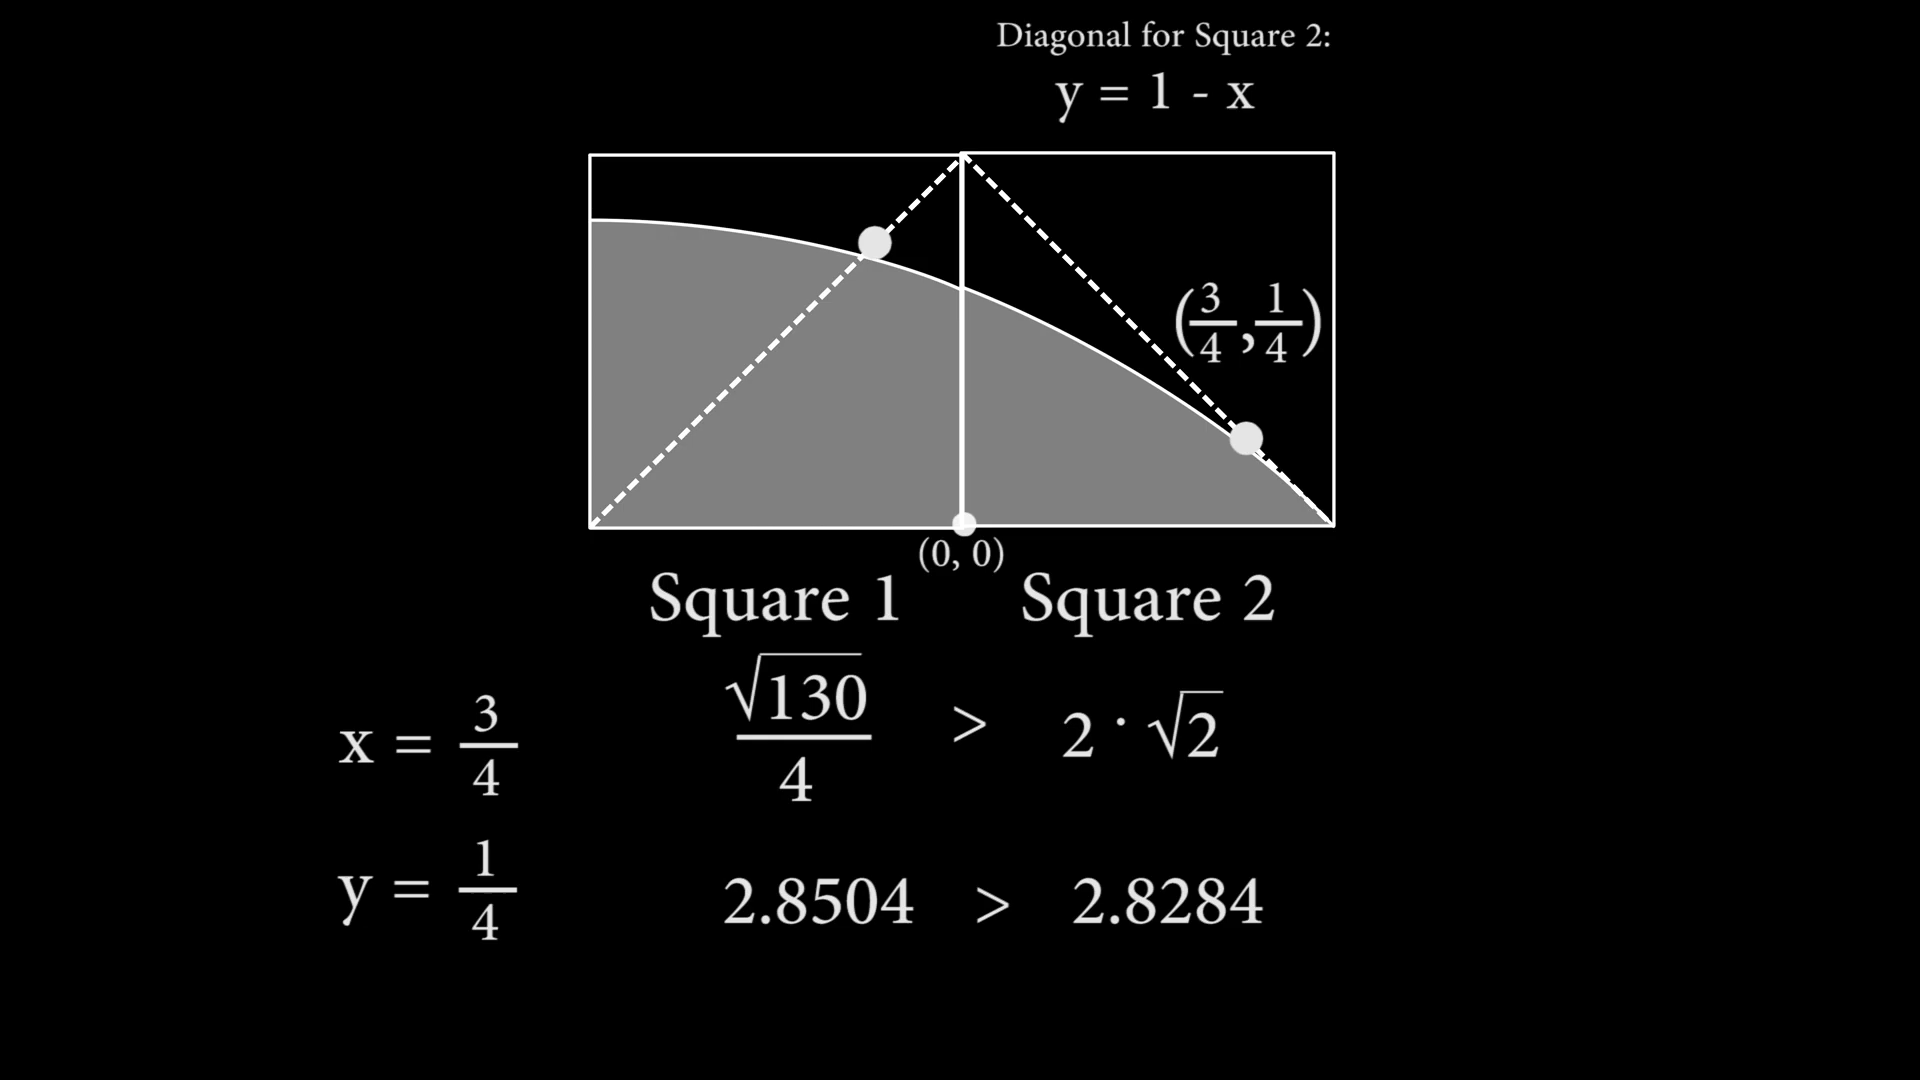 Diagonal for Square 2:
y = 1 - x
(3/4, 1/4)
(0, 0)
Square 1 Square 2
x = 3/4
√130/4 > 2 · √2
y = 1/4
2.8504 > 2.8284